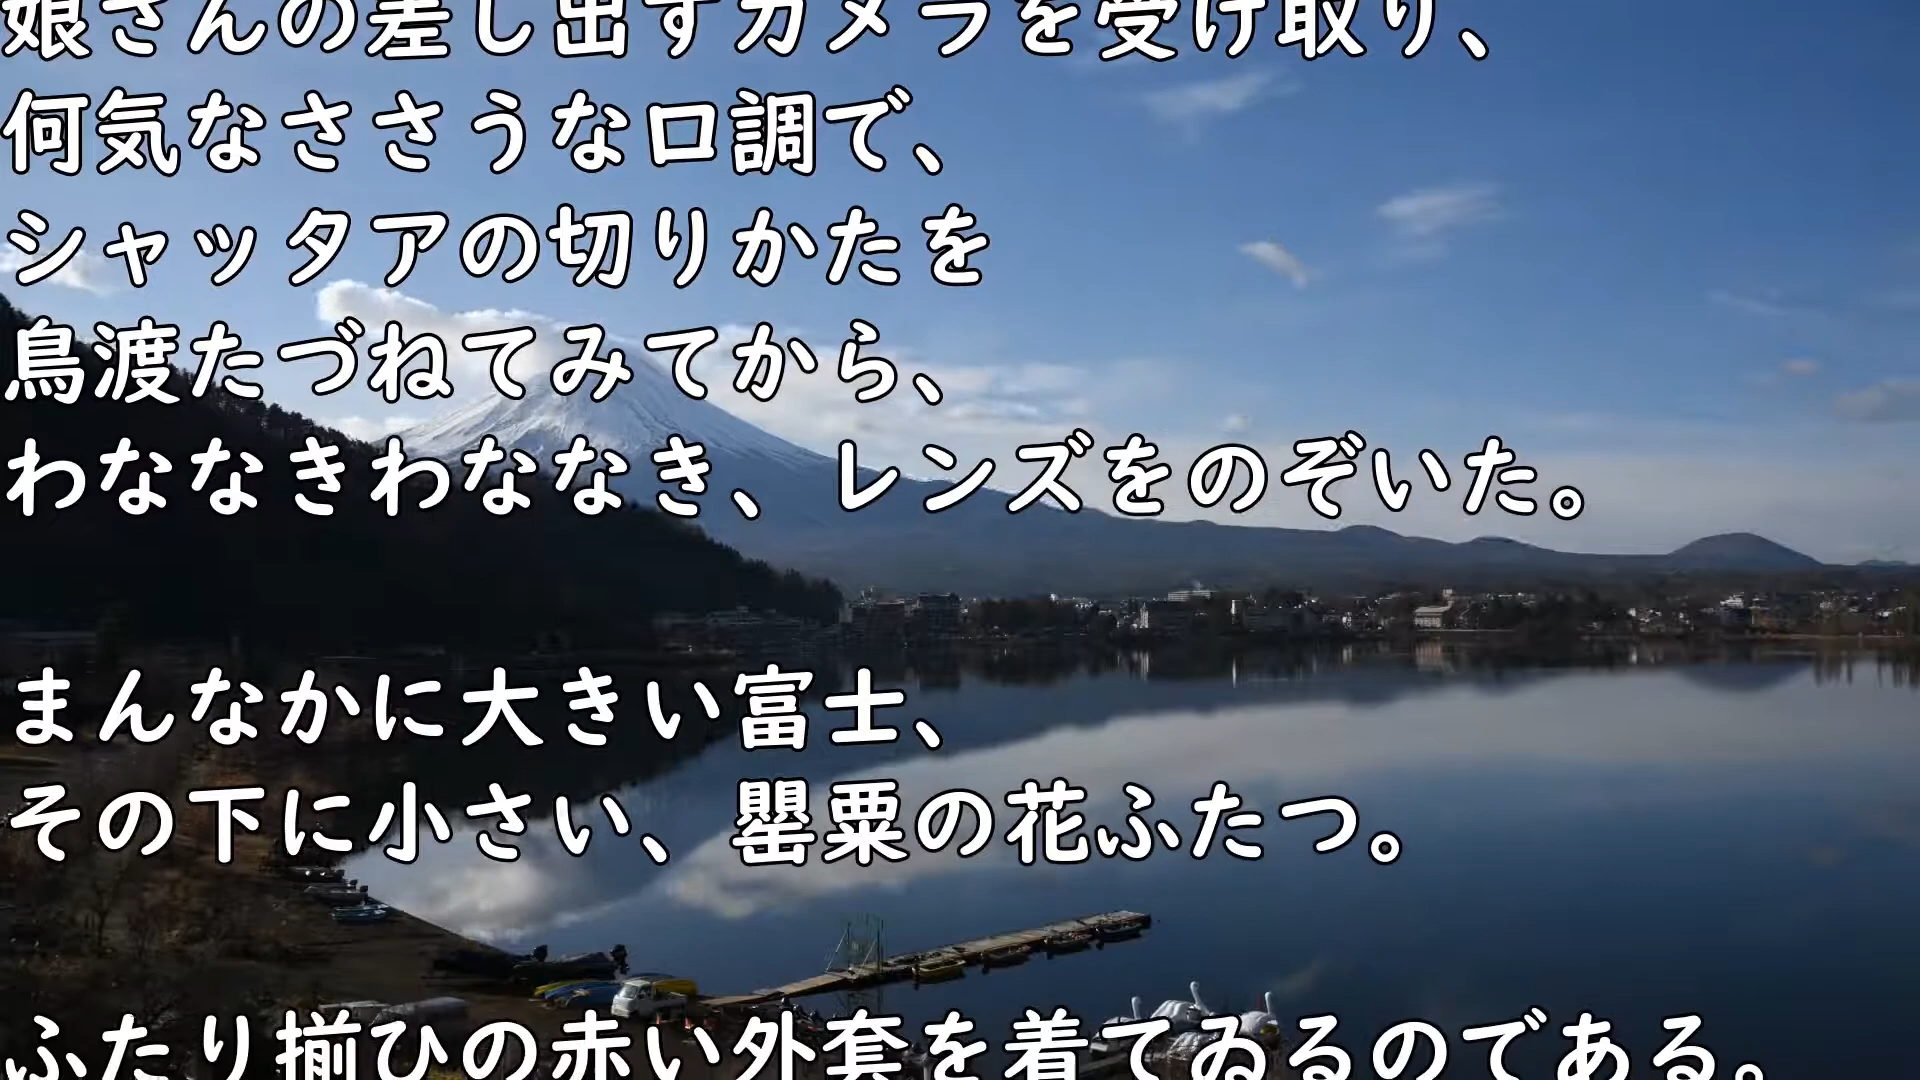 娘さんの差し出すカメラを受け取り、
何気なささうな口調で、
シャッタアの切りかたを
鳥渡たづねてみてから、
わななきわななき、レンズをのぞいた。
まんなかに大きい富士、
その下に小さい、罌粟の花ふたつ。
ふたり揃ひの赤い外套を着てゐるのである。